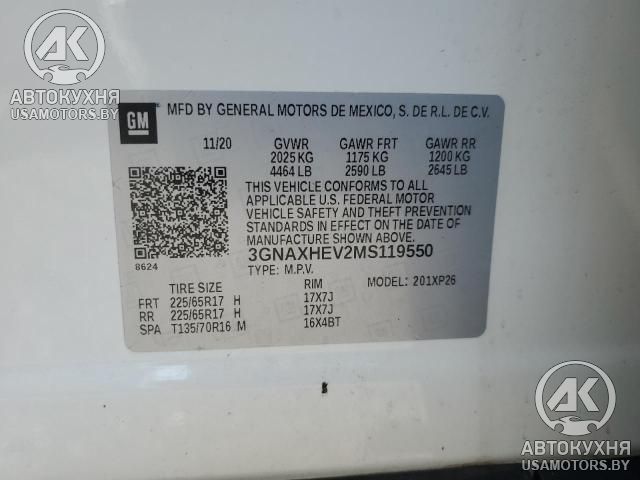 АК
АВТОКУХНЯ
USAMOTORS.BY
АК
АВТОКУХНЯ
USAMOTORS.BY
GM
MFD BY GENERAL MOTORS DE MEXICO, S. DE R.L. DE C.V.
11/20 GVWR GAWR FRT GAWR RR
2025 KG 1175 KG 1200 KG
4464 LB 2590 LB 2645 LB
THIS VEHICLE CONFORMS TO ALL
APPLICABLE U.S. FEDERAL MOTOR
VEHICLE SAFETY AND THEFT PREVENTION
STANDARDS IN EFFECT ON THE DATE OF
MANUFACTURE SHOWN ABOVE.
8624
3GNAXHEV2MS119550
TYPE: M.P.V.
TIRE SIZE RIM 201XP26
FRT 225/65R17 H 17X7J
RR 225/65R17 H 17X7J
SPA T135/70R16 M 16X4BT
АК
АВТОКУХНЯ
USAMOTORS.BY